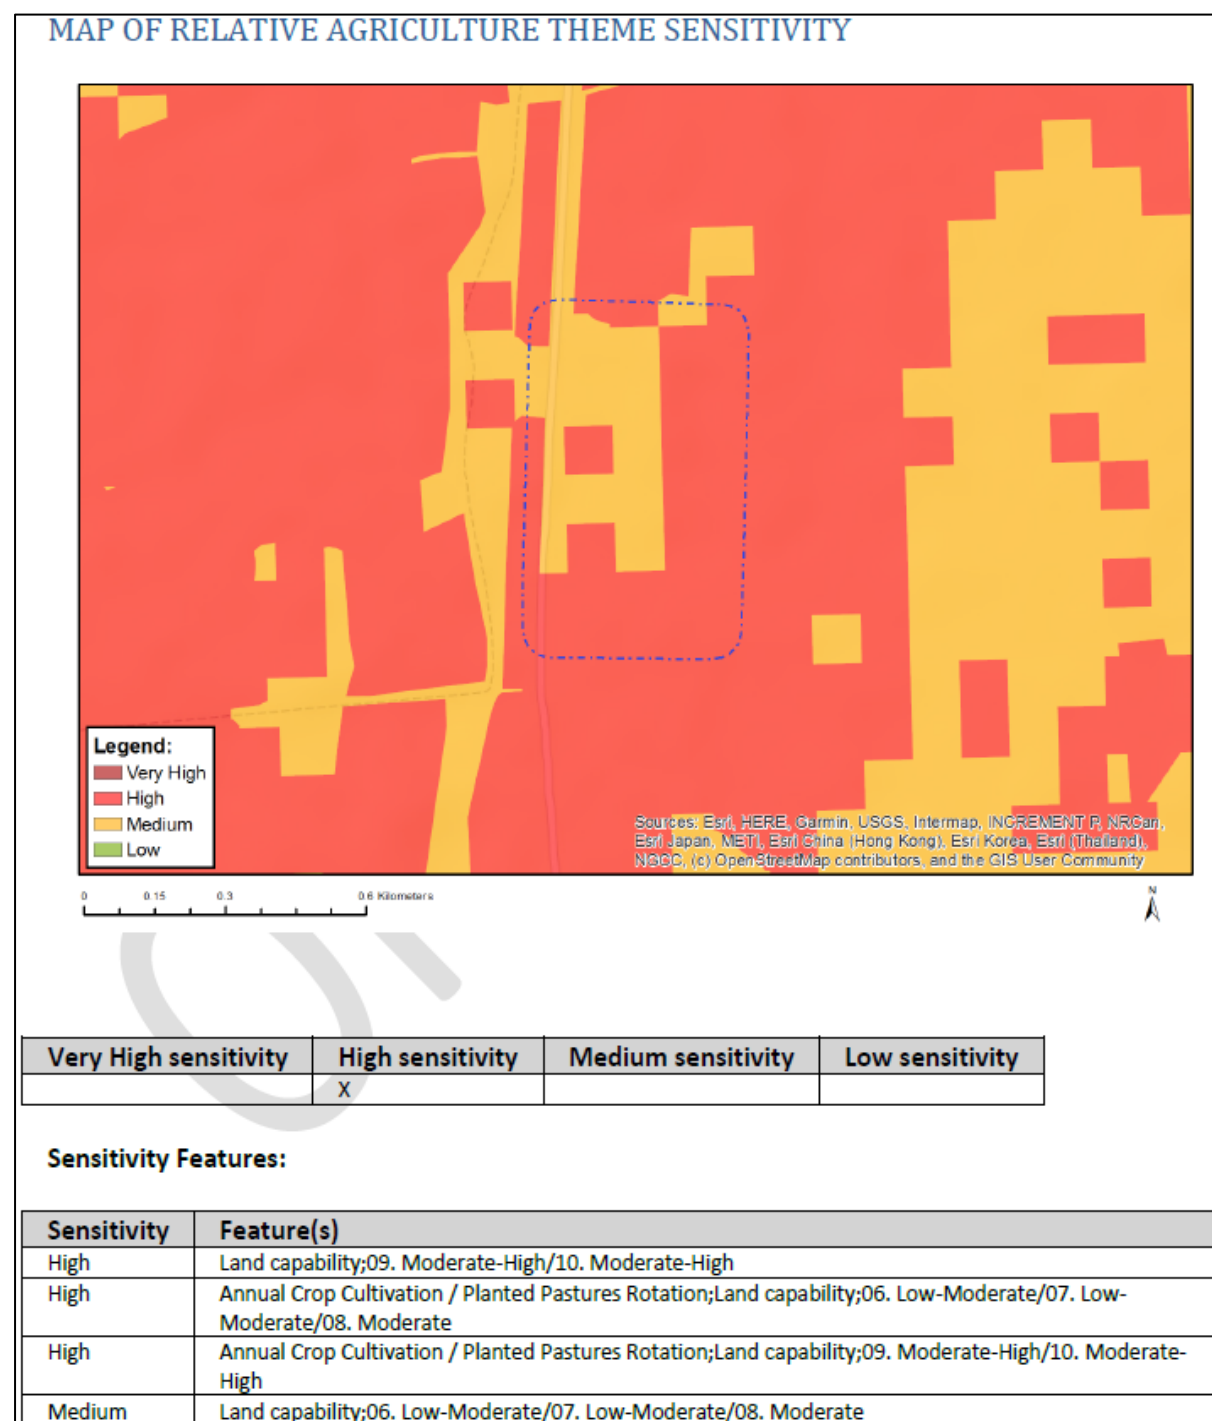 MAP OF RELATIVE AGRICULTURE THEME SENSITIVITY
Legend:
Very High
High
Medium
Low
Sources: Esri, HERE, Garmin, USGS, Intermap, INCREMENT P, NRCan,
Esri Japan, METI, Esri China (Hong Kong), Esri Korea, Esri (Thailand),
NGCC, (c) OpenStreetMap contributors, and the GIS User Community
0 0.15 0.3 0.6 Kilometers
N
Very High sensitivity High sensitivity Medium sensitivity Low sensitivity
X
Sensitivity Features:
Sensitivity Feature(s)
High Land capability;09. Moderate-High/10. Moderate-High
High Annual Crop Cultivation / Planted Pastures Rotation;Land capability;06. Low-Moderate/07. Low-
Moderate/08. Moderate
High Annual Crop Cultivation / Planted Pastures Rotation;Land capability;09. Moderate-High/10. Moderate-
High
Medium Land capability;06. Low-Moderate/07. Low-Moderate/08. Moderate